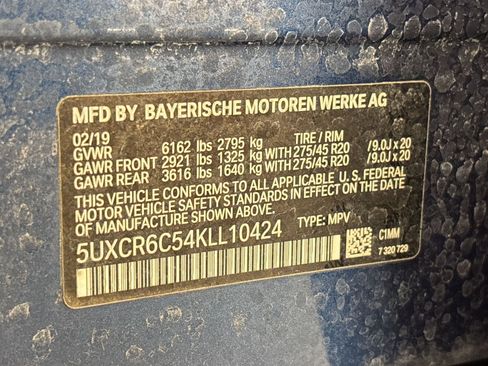 MFD BY BAYERISCHE MOTOREN WERKE AG
02/19 TIRE / RIM
GVWR 6162 lbs 2795 kg
GAWR FRONT 2921 lbs 1325 kg WITH 275/45 R20 /9.0J x 20
GAWR REAR 3616 lbs 1640 kg WITH 275/45 R20 /9.0J x 20
THIS VEHICLE CONFORMS TO ALL APPLICABLE U. S. FEDERAL
MOTOR VEHICLE SAFETY STANDARDS IN EFFECT ON THE DATE
OF MANUFACTURE SHOWN ABOVE.
5UXCR6C54KLL10424 TYPE: MPV
C1MM
7 320 729